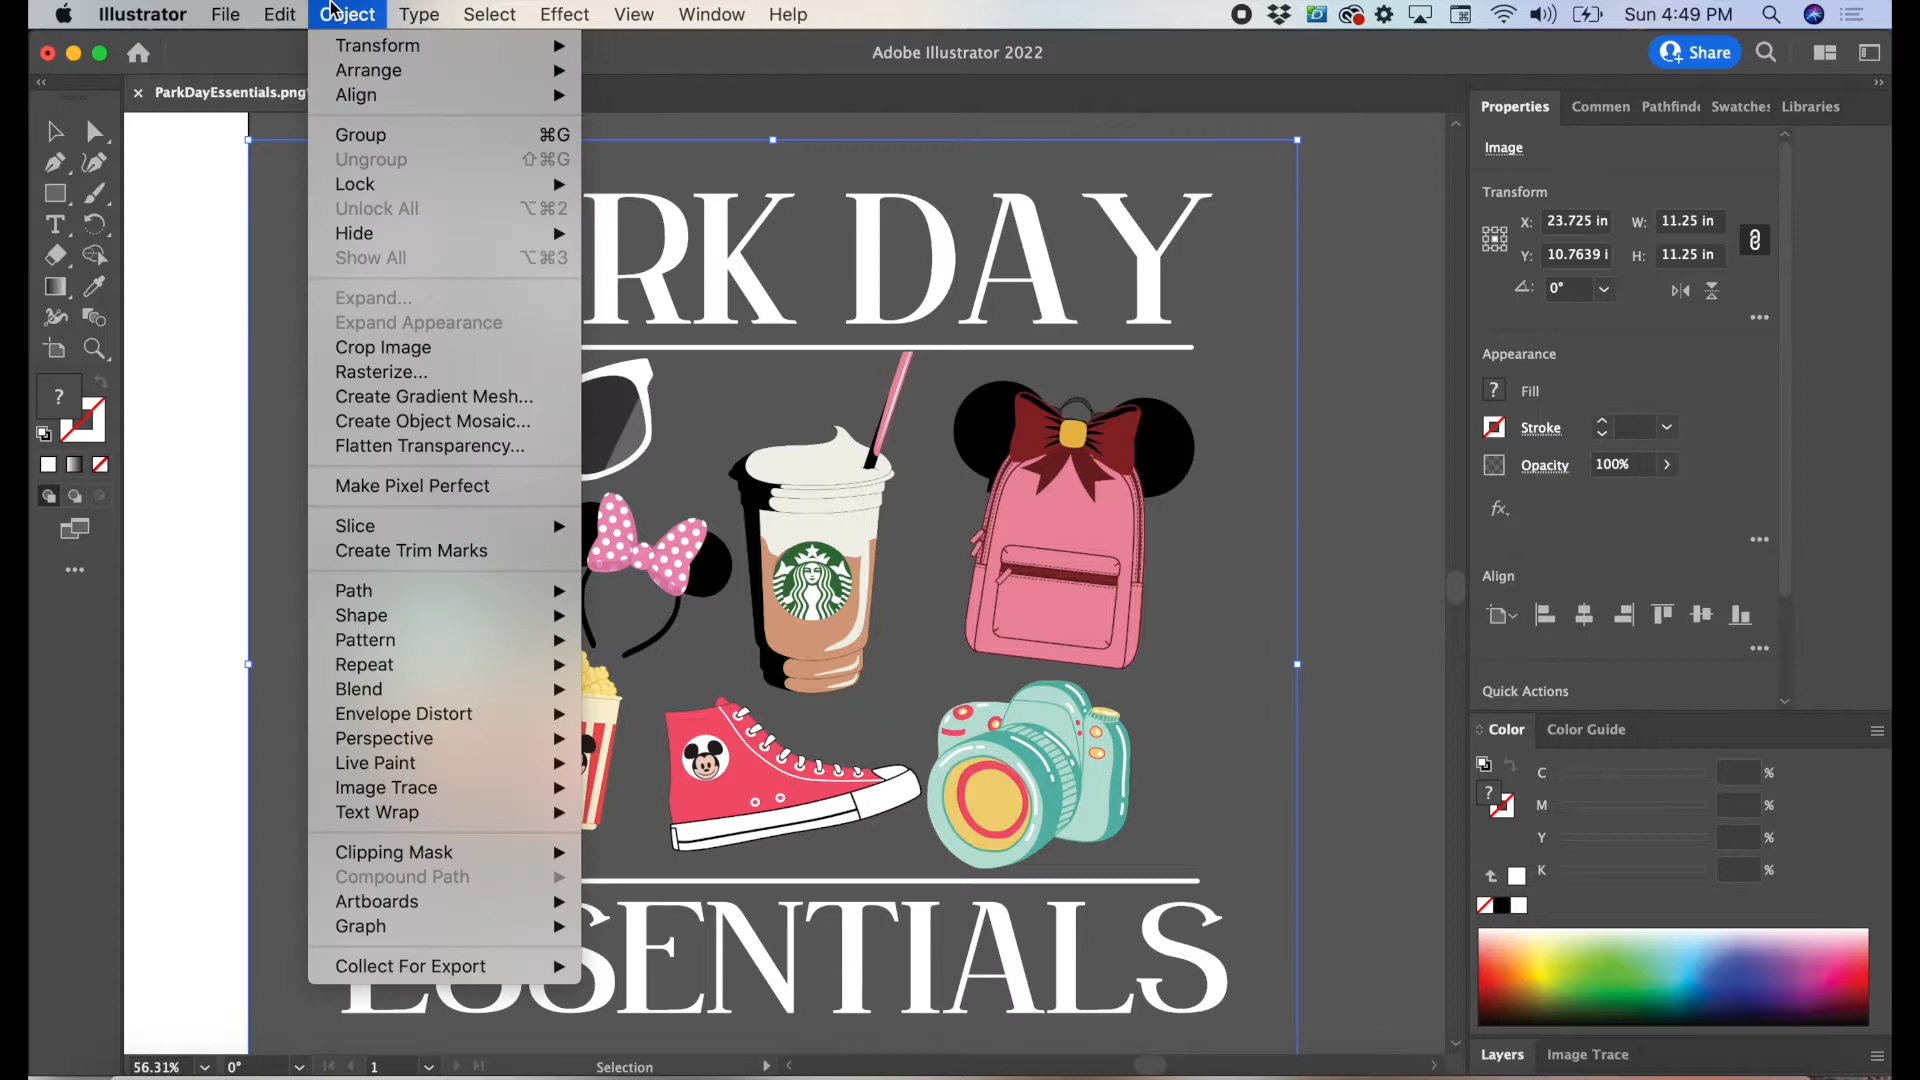 Illustrator File Edit Object Type Select Effect View Window Help Sun 4:49 PM
Adobe Illustrator 2022
Share
× ParkDayEssentials.png
Transform
Arrange
Align
Group ⌘G
Ungroup ⇧⌘G
Lock
Unlock All ⌥⌘2
Hide
Show All ⌥⌘3
Expand...
Expand Appearance
Crop Image
Rasterize...
Create Gradient Mesh...
Create Object Mosaic...
Flatten Transparency...
Make Pixel Perfect
Slice
Create Trim Marks
Path
Shape
Pattern
Repeat
Blend
Envelope Distort
Perspective
Live Paint
Image Trace
Text Wrap
Clipping Mask
Compound Path
Artboards
Graph
Collect For Export
RK DAY
ESSENTIALS
Properties Commen Pathfind Swatches Libraries
Image
Transform
X: 23.725 in W: 11.25 in
Y: 10.7639 i H: 11.25 in
0°
Appearance
? Fill
Stroke
Opacity 100%
fx.
Align
Quick Actions
Color Color Guide
?
C %
M %
Y %
K %
Layers Image Trace
?
56.31% 0° 1 Selection